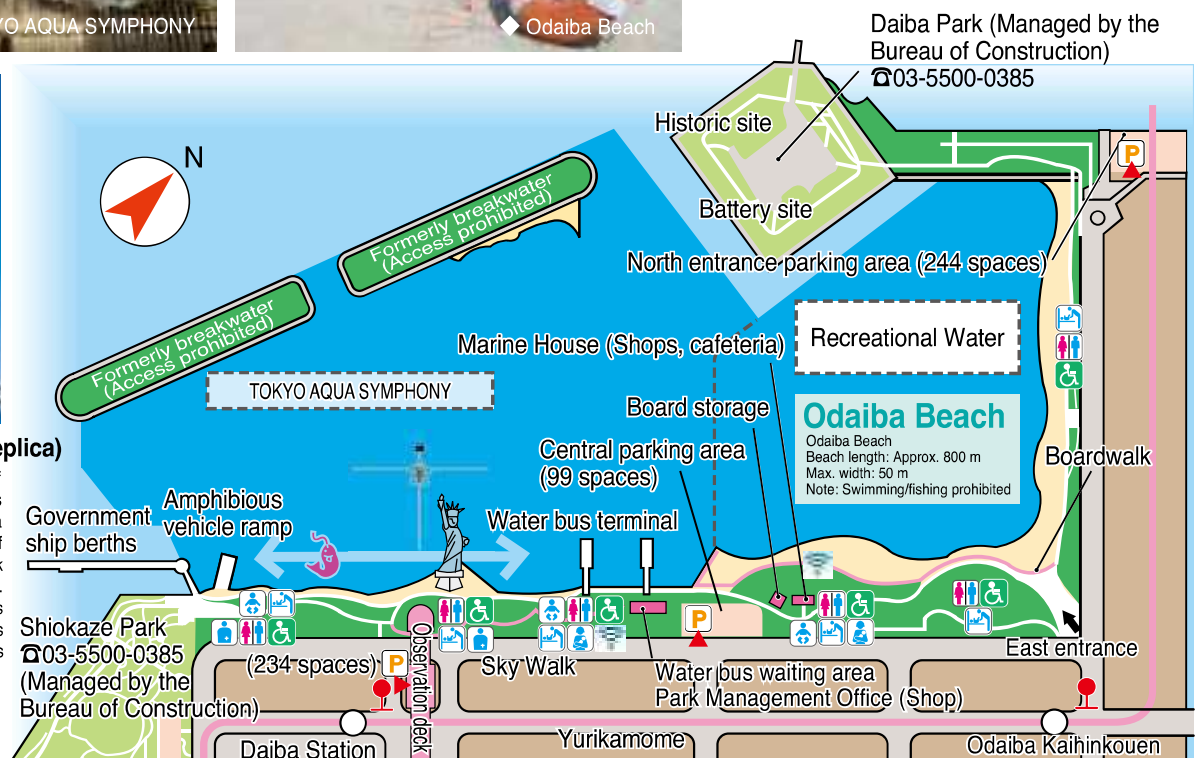 YO AQUA SYMPHONY
◆ Odaiba Beach
Daiba Park (Managed by the
Bureau of Construction)
☎03-5500-0385
N
Historic site
P
Formerly breakwater
(Access prohibited)
Battery site
North entrance parking area (244 spaces)
Formerly breakwater
(Access prohibited)
Recreational Water
Marine House (Shops, cafeteria)
TOKYO AQUA SYMPHONY
Board storage
Odaiba Beach
Odaiba Beach
Beach length: Approx. 800 m
Max. width: 50 m
Note: Swimming/fishing prohibited
eplica)
Central parking area
(99 spaces)
Boardwalk
Amphibious
vehicle ramp
Government
ship berths
Water bus terminal
P
Shiokaze Park
☎03-5500-0385
(Managed by the
Bureau of Construction)
East entrance
(234 spaces)
P
Observation deck
Sky Walk
Water bus waiting area
Park Management Office (Shop)
Daiba Station
Yurikamome
Odaiba Kaihinkouen